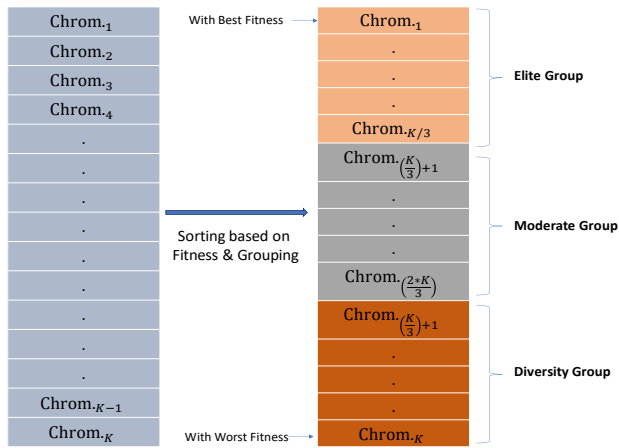 Chrom.₁
Chrom.₂
Chrom.₃
Chrom.₄
.
.
.
.
.
.
.
.
.
Chrom.K−1
Chrom.K
Sorting based on
Fitness & Grouping
With Best Fitness
With Worst Fitness
Chrom.₁
.
.
.
Chrom.K/3
Chrom.(K/3)+1
.
.
.
Chrom.(2*K/3)
Chrom.(K/3)+1
.
.
.
Chrom.K
Elite Group
Moderate Group
Diversity Group